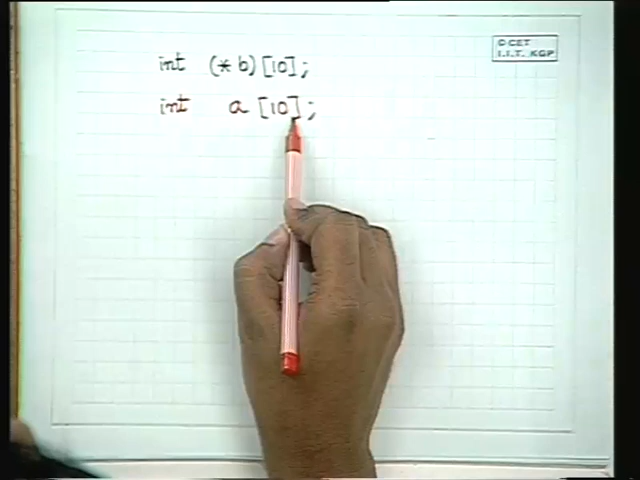 int (* b) [10];
int a [10];
© CET
I.I.T. KGP